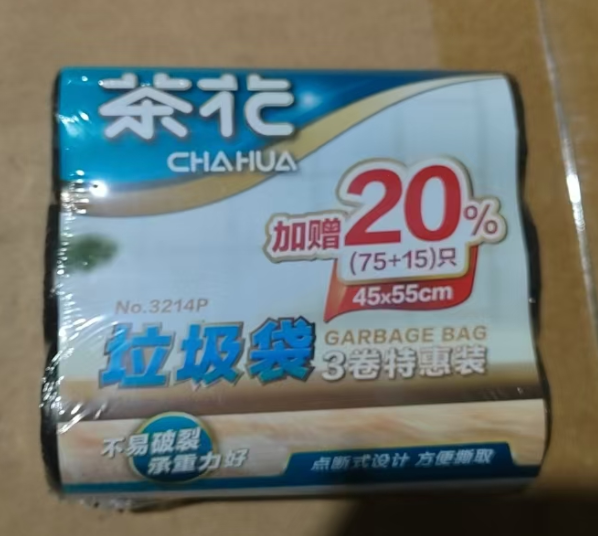 茶花
CHAHUA
加赠20%
(75+15)只
45x55cm
No.3214P
垃圾袋
GARBAGE BAG
3卷特惠装
不易破裂
承重力好
点断式设计 方便撕取